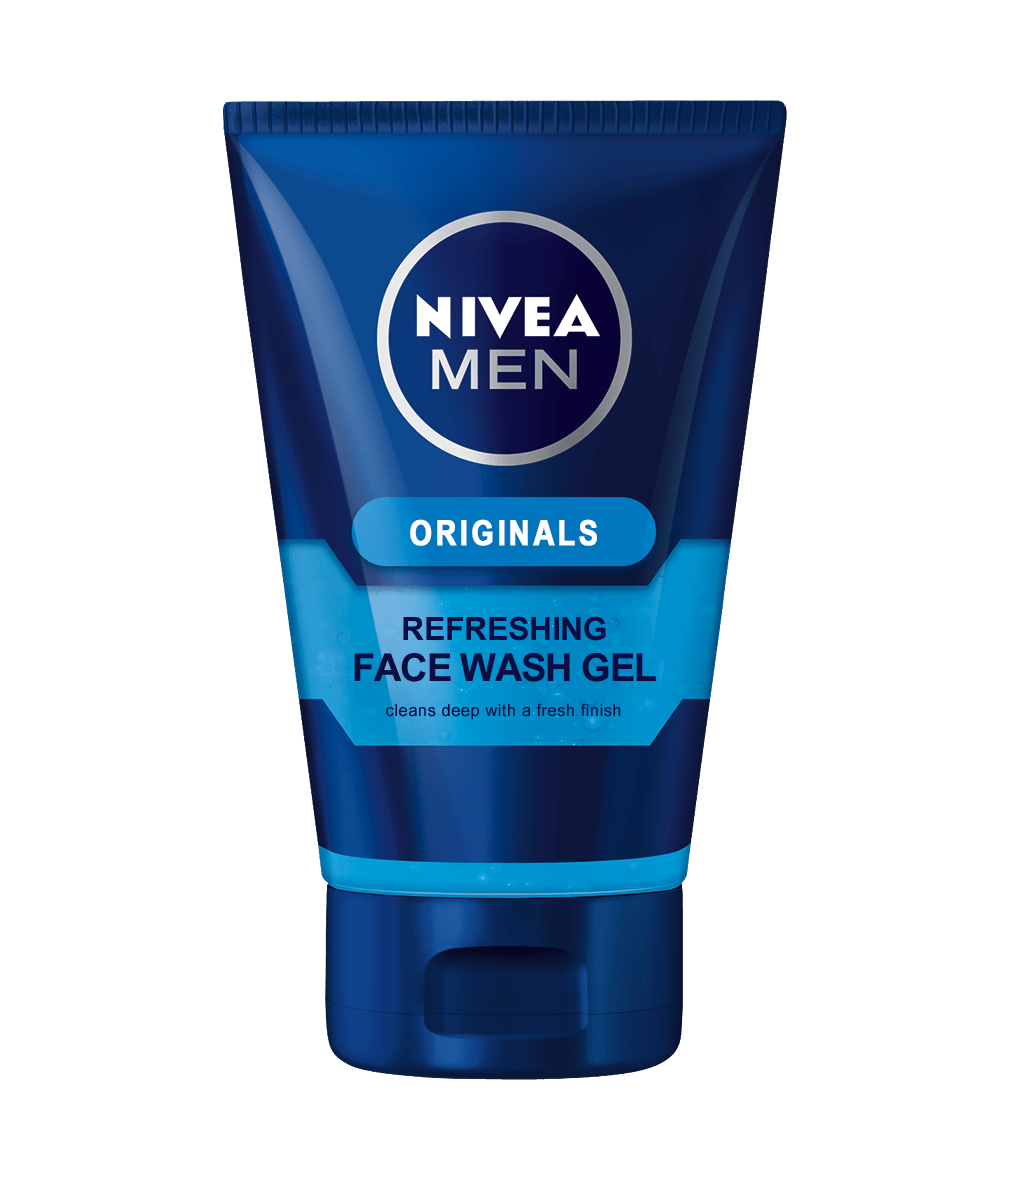 NIVEA
MEN
ORIGINALS
REFRESHING
FACE WASH GEL
cleans deep with a fresh finish